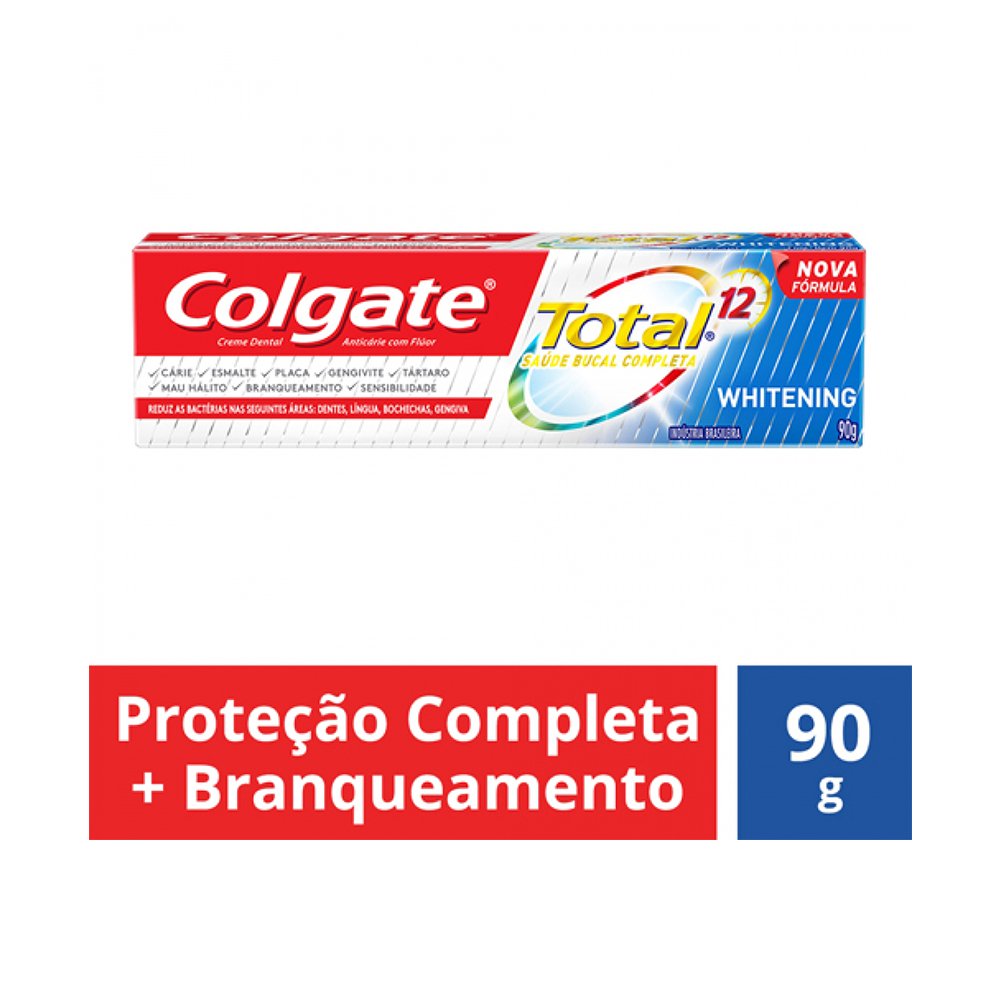 Colgate®
Creme Dental Anticárie com Flúor
✓ CÁRIE ✓ ESMALTE ✓ PLACA ✓ GENGIVITE ✓ TÁRTARO
✓ MAU HÁLITO ✓ BRANQUEAMENTO ✓ SENSIBILIDADE
REDUZ AS BACTÉRIAS NAS SEGUINTES ÁREAS: DENTES, LÍNGUA, BOCHECHAS, GENGIVA
Total® 12
SAÚDE BUCAL COMPLETA
WHITENING
NOVA
FÓRMULA
WHITENING
INDÚSTRIA BRASILEIRA
90g
Proteção Completa
+ Branqueamento
90
g